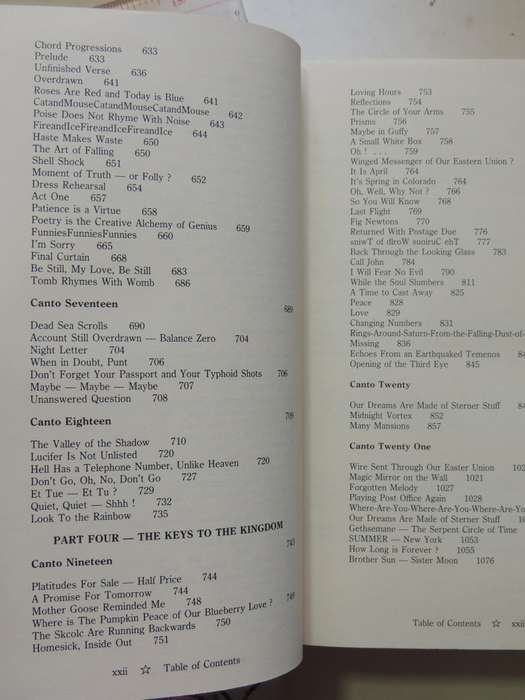 Chord Progressions 633
Prelude 633
Unfinished Verse 636
Overdrawn 641
Roses Are Red and Today is Blue 641
CatandMouseCatandMouseCatandMouse 642
Poise Does Not Rhyme With Noise 643
FireandIceFireandIceFireandIce 644
Haste Makes Waste 650
The Art of Falling 650
Shell Shock 651
Moment of Truth — or Folly ? 652
Dress Rehearsal 654
Act One 657
Patience is a Virtue 658
Poetry is the Creative Alchemy of Genius 659
FunniesFunniesFunnies 660
I'm Sorry 665
Final Curtain 668
Be Still, My Love, Be Still 683
Tomb Rhymes With Womb 686
Canto Seventeen 689
Dead Sea Scrolls 690
Account Still Overdrawn — Balance Zero 704
Night Letter 704
When in Doubt, Punt 706
Don't Forget Your Passport and Your Typhoid Shots 706
Maybe — Maybe — Maybe 707
Unanswered Question 708
Canto Eighteen 709
The Valley of the Shadow 710
Lucifer Is Not Unlisted 720
Hell Has a Telephone Number, Unlike Heaven 720
Don't Go, Oh, No, Don't Go 727
Et Tue — Et Tu ? 729
Quiet, Quiet — Shhh ! 732
Look To the Rainbow 735
PART FOUR — THE KEYS TO THE KINGDOM
Canto Nineteen 743
Platitudes For Sale — Half Price 744
A Promise For Tomorrow 744
Mother Goose Reminded Me 748
Where is The Pumpkin Peace of Our Blueberry Love ? 749
The Skcolc Are Running Backwards 750
Homesick, Inside Out 751
xxii ☆ Table of Contents
Loving Hours 753
Reflections 754
The Circle of Your Arms 755
Prisms 756
Maybe in Guffy 757
A Small White Box 758
Oh ! . . . 759
Winged Messenger of Our Eastern Union ?
It Is April 764
It's Spring in Colorado 764
Oh, Well, Why Not ? 766
So You Will Know 768
Last Flight 769
Fig Newtons 770
Returned With Postage Due 776
sniwT fo dlroW suoiruC ehT 777
Back Through the Looking Glass 783
Call John 784
I Will Fear No Evil 790
While the Soul Slumbers 811
A Time to Cast Away 825
Peace 828
Love 829
Changing Numbers 831
Rings-Around-Saturn-From-the-Falling-Dust-of-
Missing 836
Echoes From an Earthquaked Temenos
Opening of the Third Eye 845
Canto Twenty
Our Dreams Are Made of Sterner Stuff
Midnight Vortex 852
Many Mansions 857
Canto Twenty One
Wire Sent Through Our Easter Union
Magic Mirror on the Wall 1021
Forgotten Melody 1027
Playing Post Office Again 1028
Where-Are-You-Where-Are-You-Where-Are-Yo
Our Dreams Are Made of Sterner Stuff
Gethsemane — The Serpent Circle of Time
SUMMER — New York 1053
How Long is Forever ? 1055
Brother Sun — Sister Moon 1076
Table of Contents ☆ xxii